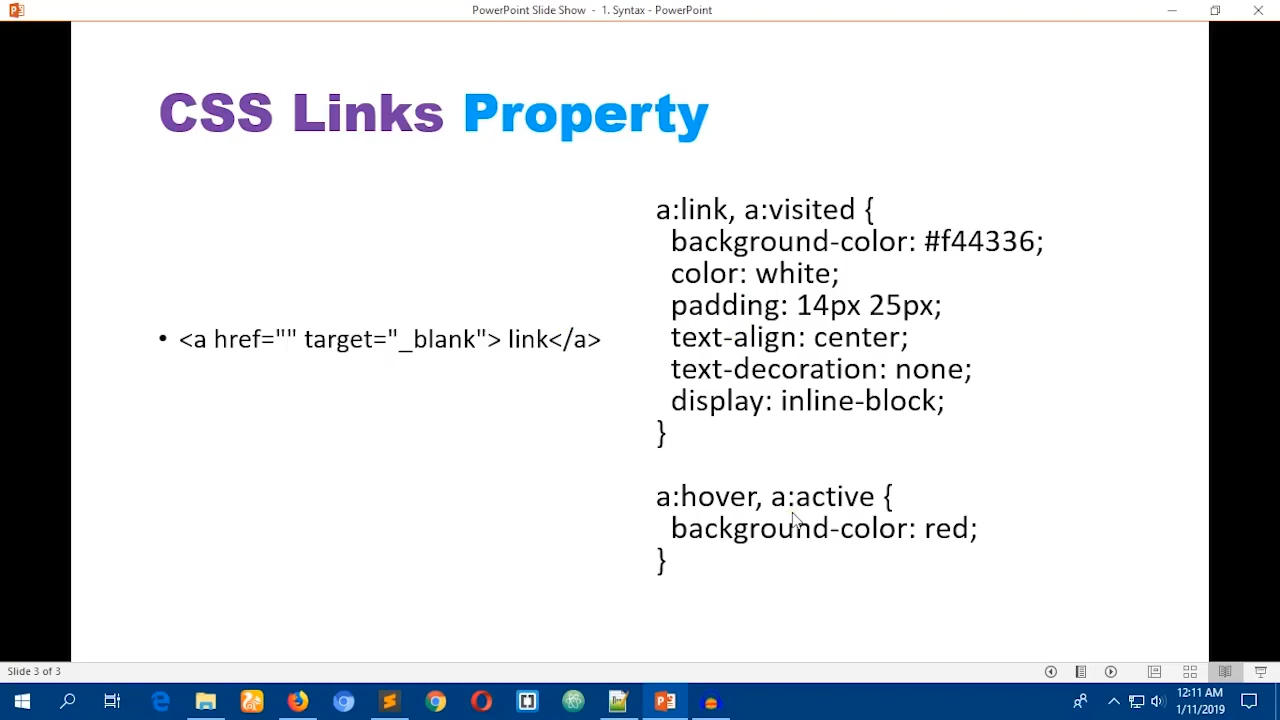 PowerPoint Slide Show - 1. Syntax - PowerPoint
CSS Links Property
• <a href="" target="_blank"> link</a>
a:link, a:visited {
background-color: #f44336;
color: white;
padding: 14px 25px;
text-align: center;
text-decoration: none;
display: inline-block;
}
a:hover, a:active {
background-color: red;
}
Slide 3 of 3
12:11 AM
1/11/2019